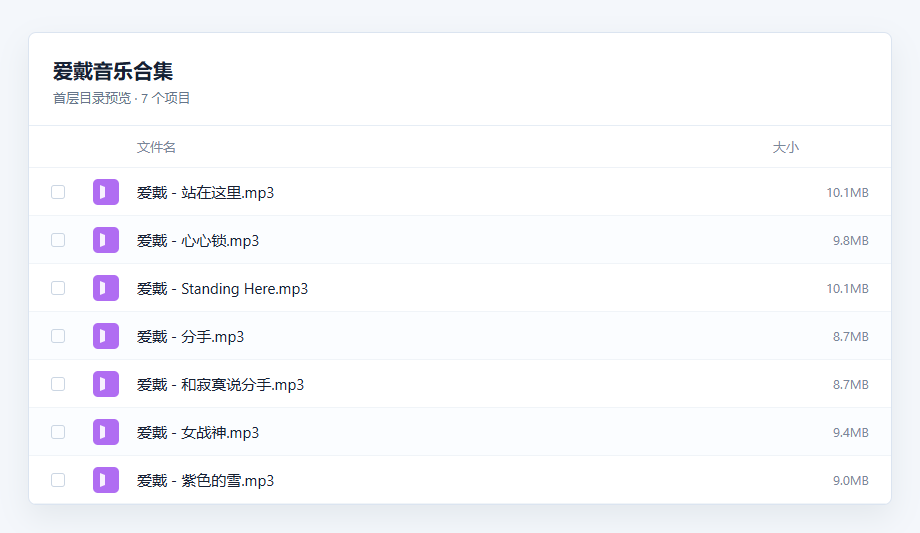 爱戴音乐合集
首层目录预览 · 7 个项目
文件名 大小
爱戴 - 站在这里.mp3 10.1MB
爱戴 - 心心锁.mp3 9.8MB
爱戴 - Standing Here.mp3 10.1MB
爱戴 - 分手.mp3 8.7MB
爱戴 - 和寂寞说分手.mp3 8.7MB
爱戴 - 女战神.mp3 9.4MB
爱戴 - 紫色的雪.mp3 9.0MB